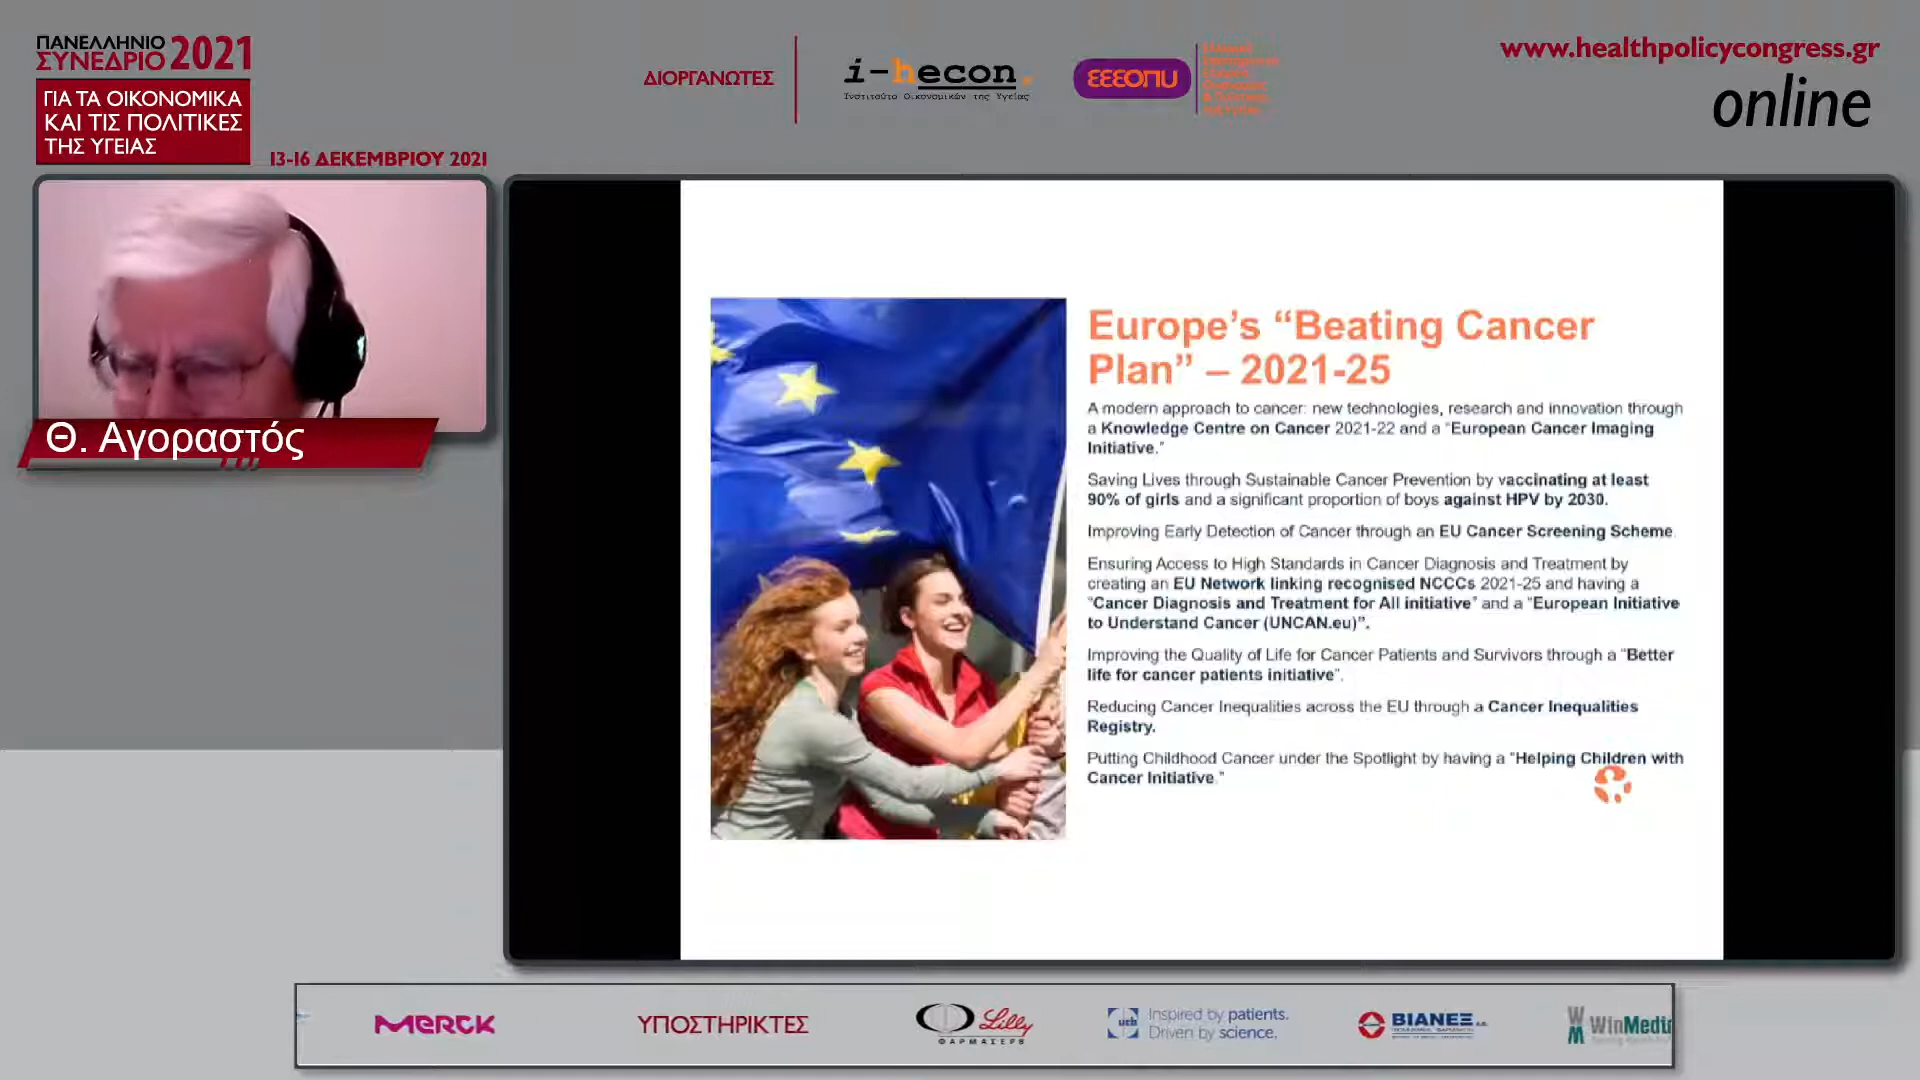 ΠΑΝΕΛΛΗΝΙΟ
ΣΥΝΕΔΡΙΟ 2021
ΓΙΑ ΤΑ ΟΙΚΟΝΟΜΙΚΑ
ΚΑΙ ΤΙΣ ΠΟΛΙΤΙΚΕΣ
ΤΗΣ ΥΓΕΙΑΣ
13-16 ΔΕΚΕΜΒΡΙΟΥ 2021
ΔΙΟΡΓΑΝΩΤΕΣ
i-hecon.
Ινστιτούτο Οικονομικών της Υγείας
εεεοπυ
www.healthpolicycongress.gr
online
Θ. Αγοραστός
Europe's “Beating Cancer
Plan” – 2021-25
A modern approach to cancer: new technologies, research and innovation through
a Knowledge Centre on Cancer 2021-22 and a “European Cancer Imaging
Initiative.”
Saving Lives through Sustainable Cancer Prevention by vaccinating at least
90% of girls and a significant proportion of boys against HPV by 2030.
Improving Early Detection of Cancer through an EU Cancer Screening Scheme
Ensuring Access to High Standards in Cancer Diagnosis and Treatment by
creating an EU Network linking recognised NCCCs 2021-25 and having a
“Cancer Diagnosis and Treatment for All initiative” and a “European Initiative
to Understand Cancer (UNCAN.eu)”.
Improving the Quality of Life for Cancer Patients and Survivors through a “Better
life for cancer patients initiative”.
Reducing Cancer Inequalities across the EU through a Cancer Inequalities
Registry.
Putting Childhood Cancer under the Spotlight by having a “Helping Children with
Cancer Initiative.”
MERCK
ΥΠΟΣΤΗΡΙΚΤΕΣ
Lilly
ΦΑΡΜΑΣΕΡΒ
ucb
Inspired by patients.
Driven by science.
ΒΙΑΝΕΞ Α.Ε.
WM
WinMedic